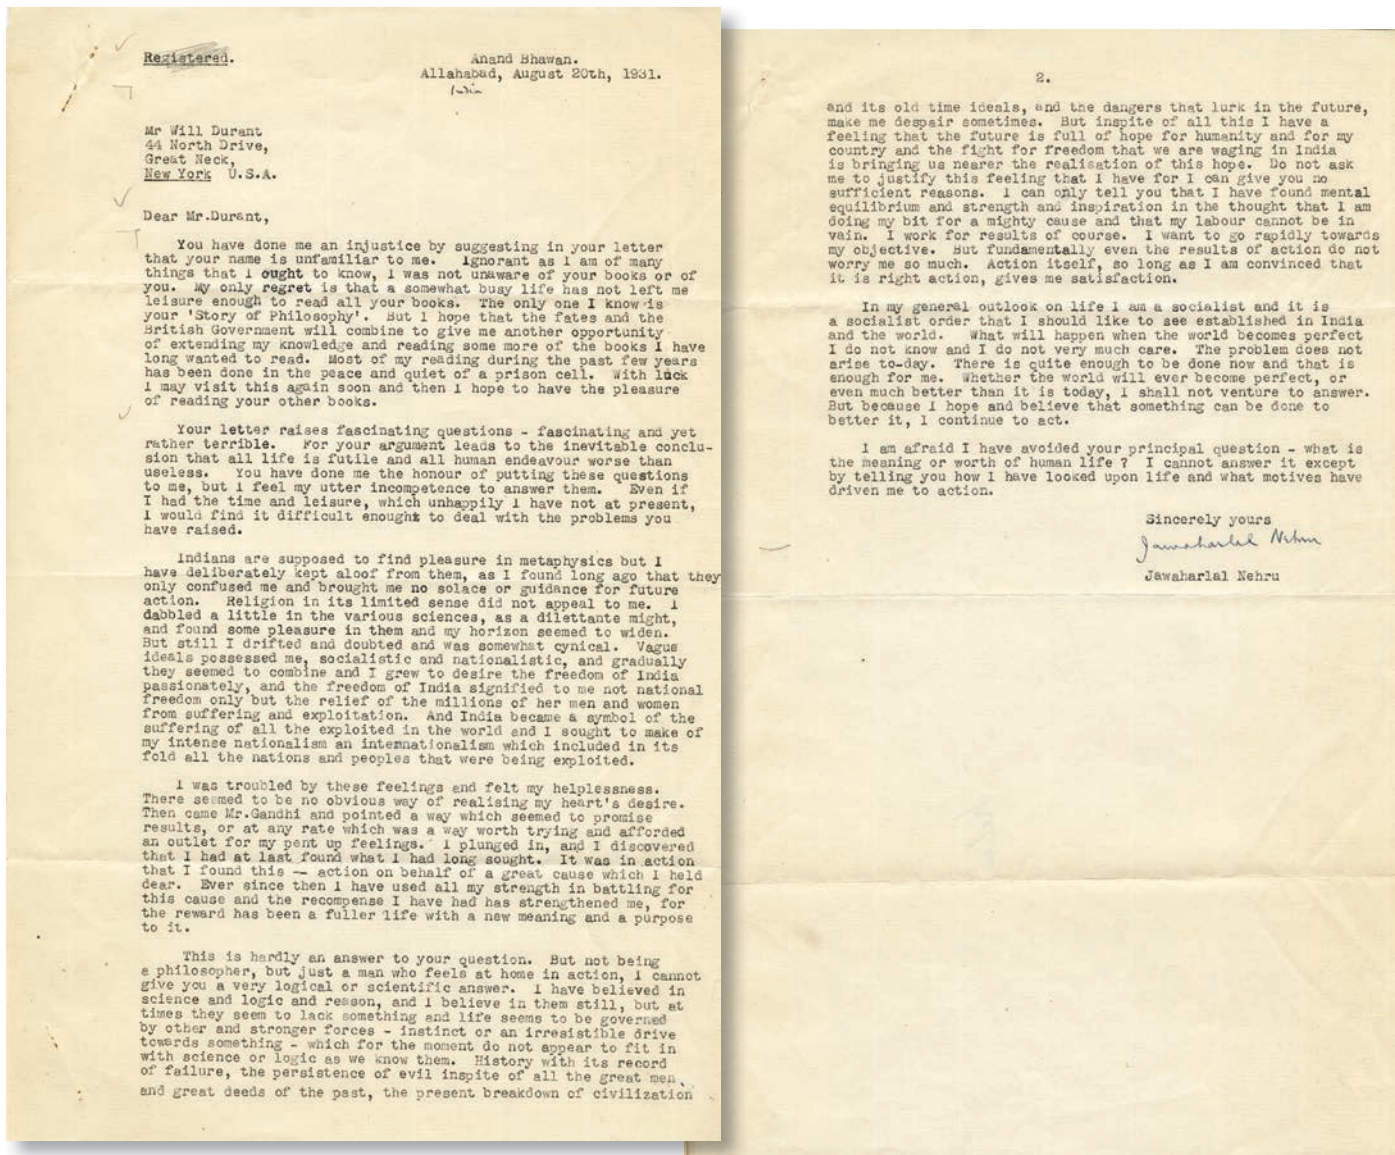 Registered.
Anand Bhawan.
Allahabad, August 20th, 1931.
India
Mr Will Durant
44 North Drive,
Great Neck,
New York U.S.A.
Dear Mr.Durant,
You have done me an injustice by suggesting in your letter
that your name is unfamiliar to me. Ignorant as I am of many
things that I ought to know, I was not unaware of your books or of
you. My only regret is that a somewhat busy life has not left me
leisure enough to read all your books. The only one I know is
your 'Story of Philosophy'. But I hope that the fates and the
British Government will combine to give me another opportunity
of extending my knowledge and reading some more of the books I have
long wanted to read. Most of my reading during the past few years
has been done in the peace and quiet of a prison cell. With luck
I may visit this again soon and then I hope to have the pleasure
of reading your other books.
Your letter raises fascinating questions - fascinating and yet
rather terrible. For your argument leads to the inevitable conclu-
sion that all life is futile and all human endeavour worse than
useless. You have done me the honour of putting these questions
to me, but I feel my utter incompetence to answer them. Even if
I had the time and leisure, which unhappily I have not at present,
I would find it difficult enought to deal with the problems you
have raised.
Indians are supposed to find pleasure in metaphysics but I
have deliberately kept aloof from them, as I found long ago that they
only confused me and brought me no solace or guidance for future
action. Religion in its limited sense did not appeal to me. I
dabbled a little in the various sciences, as a dilettante might,
and found some pleasure in them and my horizon seemed to widen.
But still I drifted and doubted and was somewhat cynical. Vague
ideals possessed me, socialistic and nationalistic, and gradually
they seemed to combine and I grew to desire the freedom of India
passionately, and the freedom of India signified to me not national
freedom only but the relief of the millions of her men and women
from suffering and exploitation. And India became a symbol of the
suffering of all the exploited in the world and I sought to make of
my intense nationalism an internationalism which included in its
fold all the nations and peoples that were being exploited.
I was troubled by these feelings and felt my helplessness.
There seemed to be no obvious way of realising my heart's desire.
Then came Mr.Gandhi and pointed a way which seemed to promise
results, or at any rate which was a way worth trying and afforded
an outlet for my pent up feelings. I plunged in, and I discovered
that I had at last found what I had long sought. It was in action
that I found this -- action on behalf of a great cause which I held
dear. Ever since then I have used all my strength in battling for
this cause and the recompense I have had has strengthened me, for
the reward has been a fuller life with a new meaning and a purpose
to it.
This is hardly an answer to your question. But not being
a philosopher, but just a man who feels at home in action, I cannot
give you a very logical or scientific answer. I have believed in
science and logic and reason, and I believe in them still, but at
times they seem to lack something and life seems to be governed
by other and stronger forces - instinct or an irresistible drive
towards something - which for the moment do not appear to fit in
with science or logic as we know them. History with its record
of failure, the persistence of evil inspite of all the great men
and great deeds of the past, the present breakdown of civilization
2.
and its old time ideals, and the dangers that lurk in the future,
make me despair sometimes. But inspite of all this I have a
feeling that the future is full of hope for humanity and for my
country and the fight for freedom that we are waging in India
is bringing us nearer the realisation of this hope. Do not ask
me to justify this feeling that I have for I can give you no
sufficient reasons. I can only tell you that I have found mental
equilibrium and strength and inspiration in the thought that I am
doing my bit for a mighty cause and that my labour cannot be in
vain. I work for results of course. I want to go rapidly towards
my objective. But fundamentally even the results of action do not
worry me so much. Action itself, so long as I am convinced that
it is right action, gives me satisfaction.
In my general outlook on life I am a socialist and it is
a socialist order that I should like to see established in India
and the world. What will happen when the world becomes perfect
I do not know and I do not very much care. The problem does not
arise to-day. There is quite enough to be done now and that is
enough for me. Whether the world will ever become perfect, or
even much better than it is today, I shall not venture to answer.
But because I hope and believe that something can be done to
better it, I continue to act.
I am afraid I have avoided your principal question - what is
the meaning or worth of human life ? I cannot answer it except
by telling you how I have looked upon life and what motives have
driven me to action.
Sincerely yours
Jawaharlal Nehru
Jawaharlal Nehru